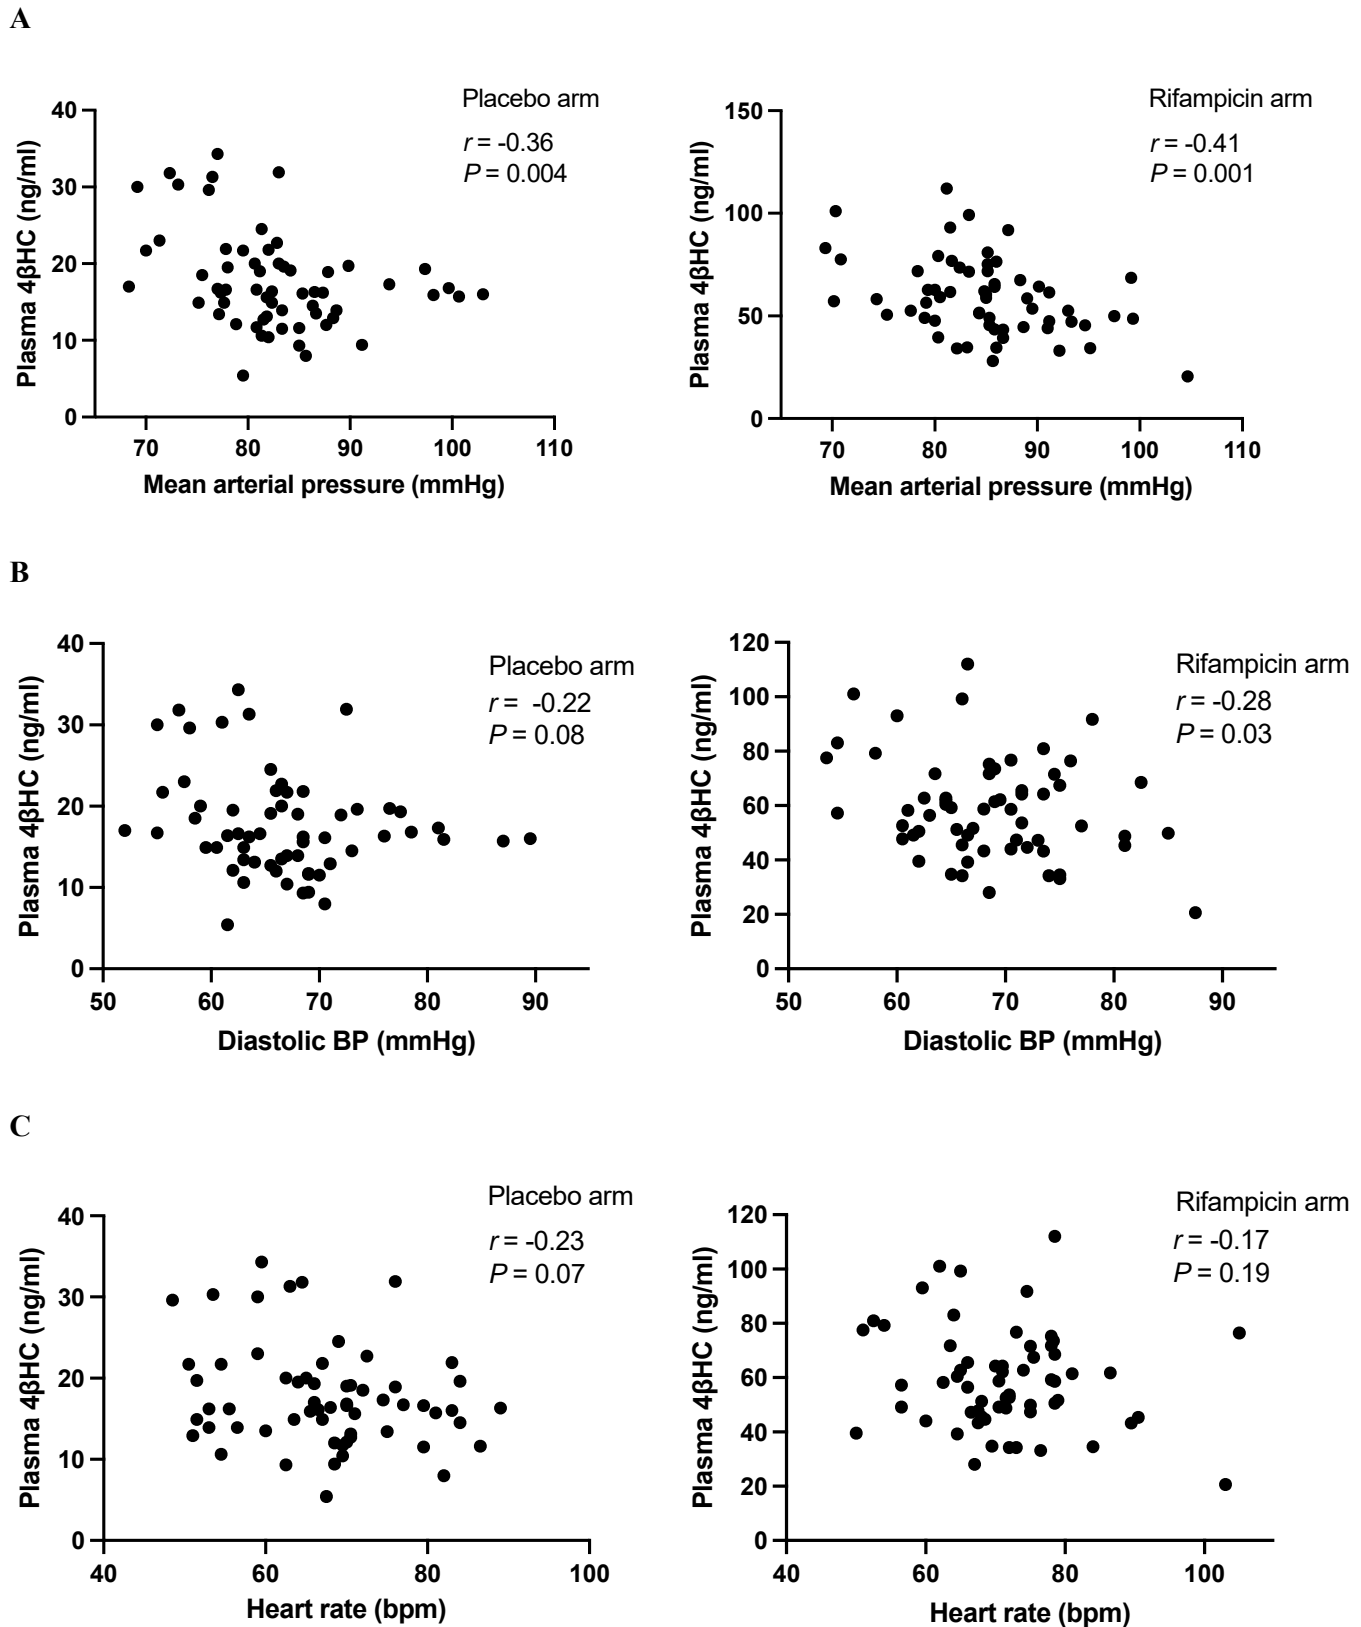 A
Placebo arm
r = -0.36
P = 0.004
Plasma 4βHC (ng/ml)
40
30
20
10
0
70 80 90 100 110
Mean arterial pressure (mmHg)
Rifampicin arm
r = -0.41
P = 0.001
Plasma 4βHC (ng/ml)
150
100
50
0
70 80 90 100 110
Mean arterial pressure (mmHg)
B
Placebo arm
r = -0.22
P = 0.08
Plasma 4βHC (ng/ml)
40
30
20
10
0
50 60 70 80 90
Diastolic BP (mmHg)
Rifampicin arm
r = -0.28
P = 0.03
Plasma 4βHC (ng/ml)
120
100
80
60
40
20
0
50 60 70 80 90
Diastolic BP (mmHg)
C
Placebo arm
r = -0.23
P = 0.07
Plasma 4βHC (ng/ml)
40
30
20
10
0
40 60 80 100
Heart rate (bpm)
Rifampicin arm
r = -0.17
P = 0.19
Plasma 4βHC (ng/ml)
120
100
80
60
40
20
0
40 60 80 100
Heart rate (bpm)